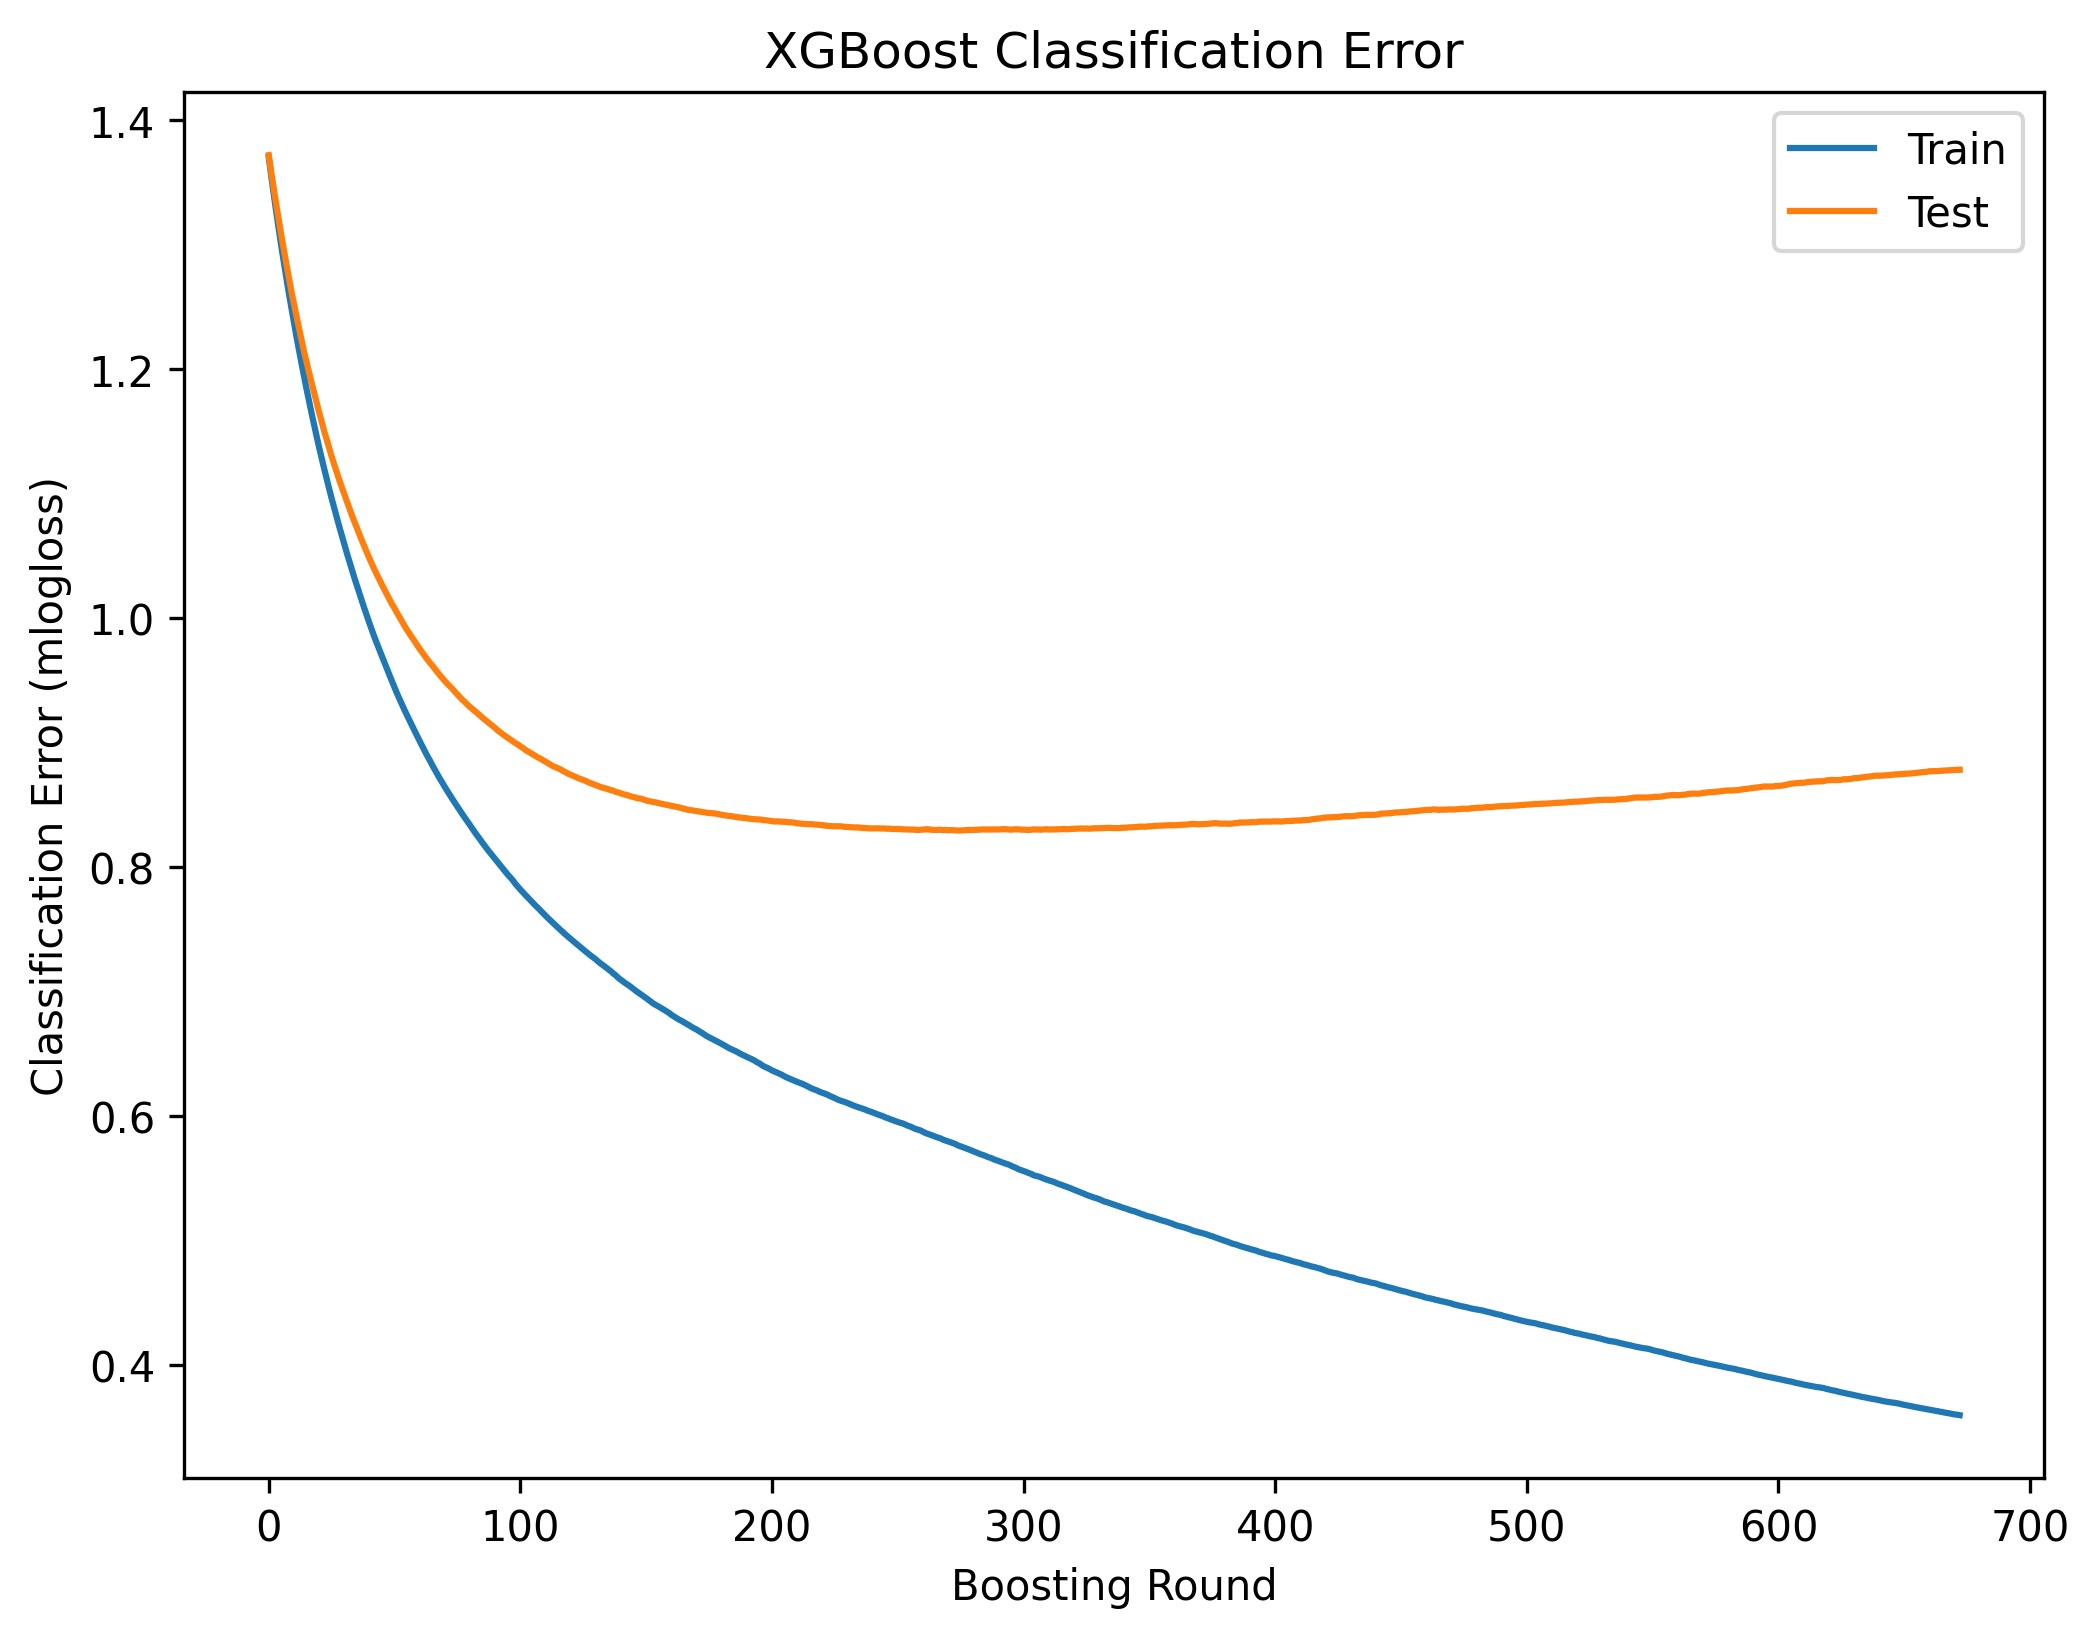 XGBoost Classification Error
1.4
1.2
1.0
0.8
0.6
0.4
Classification Error (mlogloss)
Train
Test
0 100 200 300 400 500 600 700
Boosting Round